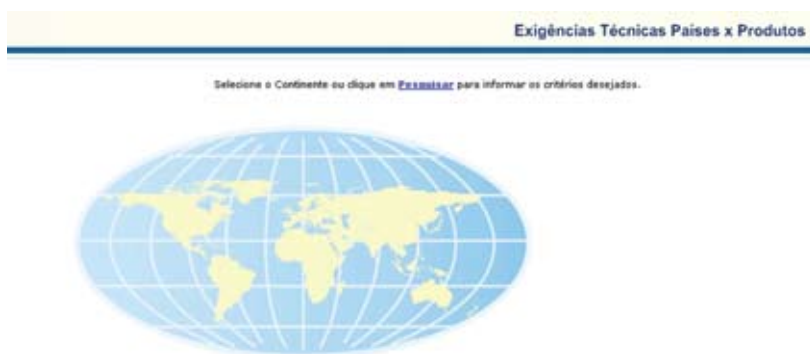 Exigências Técnicas Países x Produtos
Selecione o Continente ou clique em Pesquisar para informar os critérios desejados.